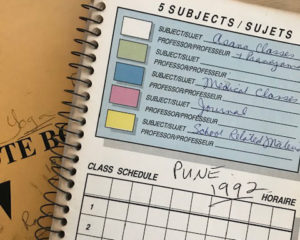 5 SUBJECTS / SUJETS
SUBJECT/SUJET Asana Classes
PROFESSOR/PROFESSEUR + Pranayama
SUBJECT/SUJET
PROFESSOR/PROFESSEUR
SUBJECT/SUJET Medical Classes
PROFESSOR/PROFESSEUR
SUBJECT/SUJET Journal
PROFESSOR/PROFESSEUR
SUBJECT/SUJET School Related
PROFESSOR/PROFESSEUR
CLASS SCHEDULE PUNE HORAIRE
1992
1
2
3
Yoga
TE BO